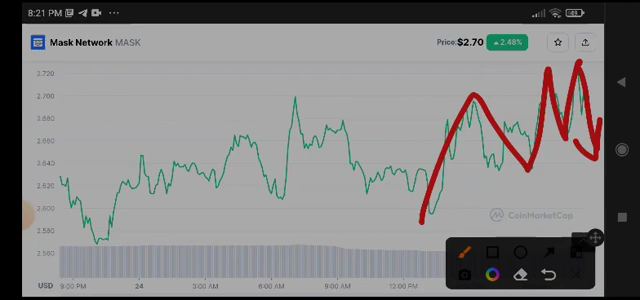 8:21 PM
Mask Network MASK
Price:$2.70 2.48%
2.720
2.700
2.680
2.660
2.640
2.620
2.600
2.580
2.560
CoinMarketCap
USD 9:00 PM 24 3:00 AM 6:00 AM 9:00 AM 12:00 PM